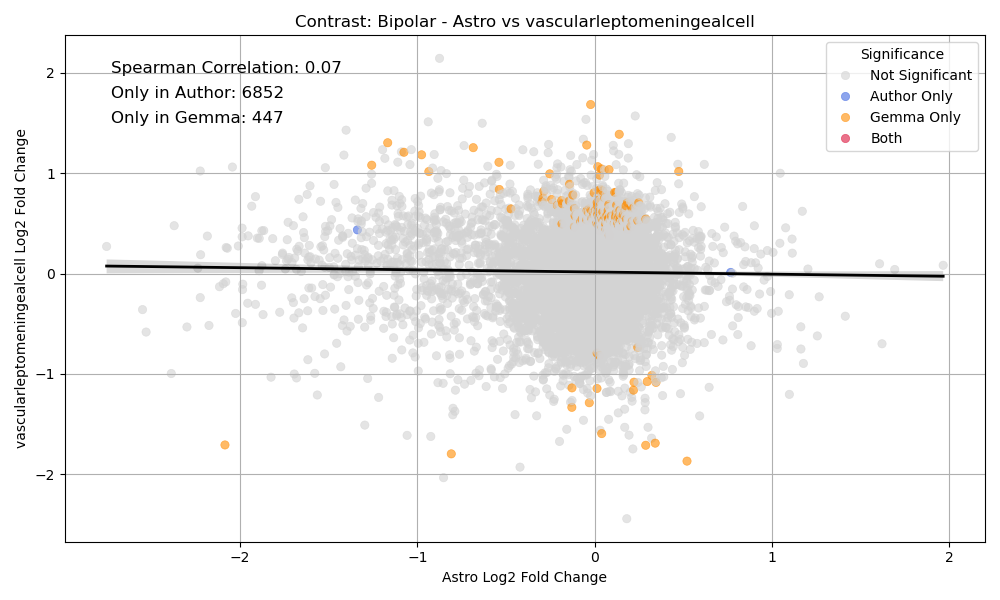 Contrast: Bipolar - Astro vs vascularleptomeningealcell
Spearman Correlation: 0.07
Only in Author: 6852
Only in Gemma: 447
Significance
Not Significant
Author Only
Gemma Only
Both
vascularleptomeningealcell Log2 Fold Change
2
1
0
−1
−2
−2
−1
0
1
2
Astro Log2 Fold Change